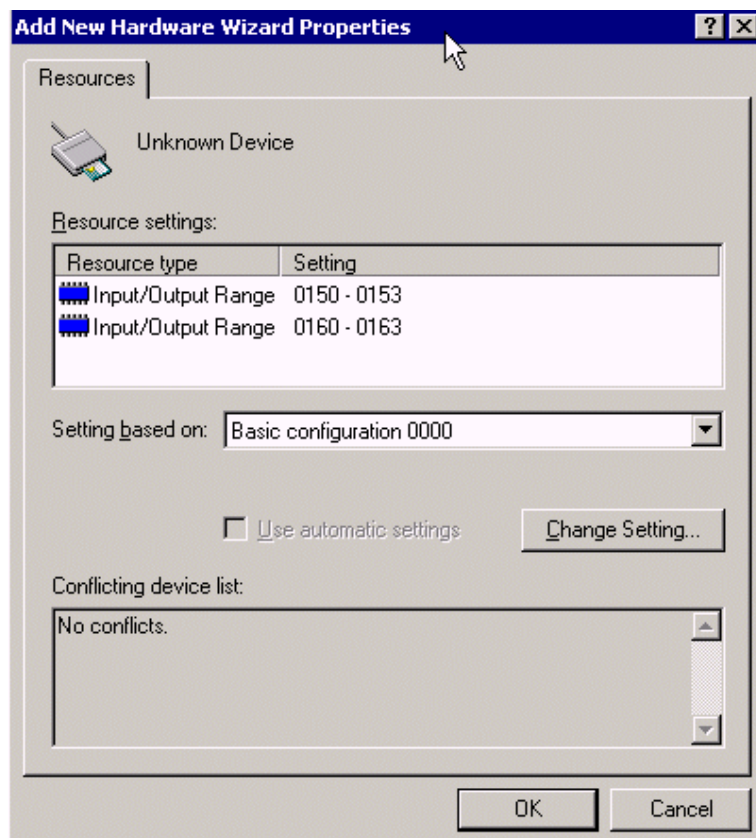 Add New Hardware Wizard Properties
Resources
Unknown Device
Resource settings:
Resource type Setting
Input/Output Range 0150 - 0153
Input/Output Range 0160 - 0163
Setting based on: Basic configuration 0000
Use automatic settings Change Setting...
Conflicting device list:
No conflicts.
OK Cancel